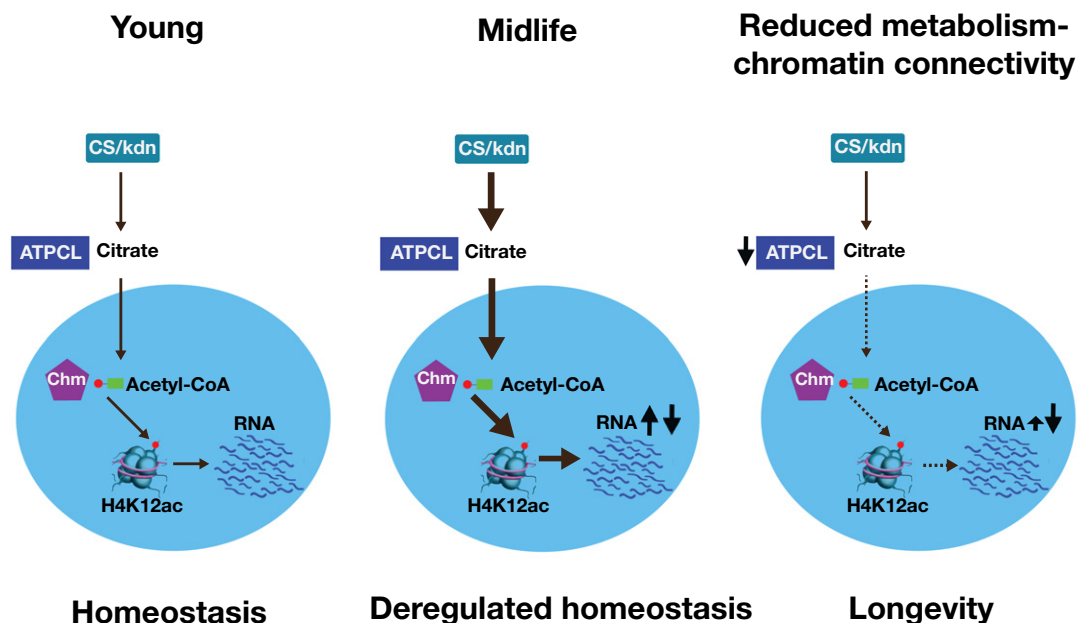 Young
Midlife
Reduced metabolism-
chromatin connectivity
CS/kdn
ATPCL
Citrate
Chm
Acetyl-CoA
RNA
H4K12ac
Homeostasis
CS/kdn
ATPCL
Citrate
Chm
Acetyl-CoA
RNA
H4K12ac
Deregulated homeostasis
CS/kdn
ATPCL
Citrate
Chm
Acetyl-CoA
RNA
H4K12ac
Longevity